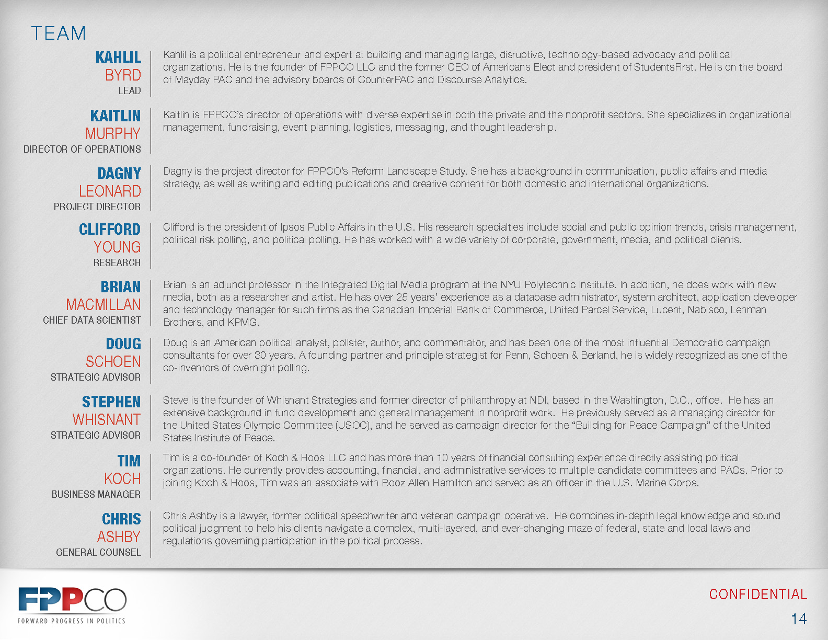 TEAM
KAHLIL
BYRD
LEAD
Kahlil is a political entrepreneur and expert at building and managing large, disruptive, technology-based advocacy and political
organizations. He is the founder of FPPCO LLC and the former CEO of Americans Elect and president of StudentsFirst. He is on the board
of Mayday PAC and the advisory boards of CounterPAC and Discourse Analytics.
KAITLIN
MURPHY
DIRECTOR OF OPERATIONS
Kaitlin is FPPCO's director of operations with diverse expertise in both the private and the nonprofit sectors. She specializes in organizational
management, fundraising, event planning, logistics, messaging, and thought leadership.
DAGNY
LEONARD
PROJECT DIRECTOR
Dagny is the project director for FPPCO's Reform Landscape Study. She has a background in communication, public affairs and media
strategy, as well as writing and editing publications and creative content for both domestic and international organizations.
CLIFFORD
YOUNG
RESEARCH
Clifford is the president of Ipsos Public Affairs in the U.S. His research specialties include social and public opinion trends, crisis management,
political risk polling, and political polling. He has worked with a wide variety of corporate, government, media, and political clients.
BRIAN
MACMILLAN
CHIEF DATA SCIENTIST
Brian is an adjunct professor in the Integrated Digital Media program at the NYU Polytechnic Institute. In addition, he does work with new
media, both as a researcher and artist. He has over 25 years' experience as a database administrator, system architect, application developer
and technology manager for such firms as the Canadian Imperial Bank of Commerce, United Parcel Service, Lucent, Nabisco, Lehman
Brothers, and KPMG.
DOUG
SCHOEN
STRATEGIC ADVISOR
Doug is an American political analyst, pollster, author, and commentator, and has been one of the most influential Democratic campaign
consultants for over 30 years. A founding partner and principle strategist for Penn, Schoen & Berland, he is widely recognized as one of the
co-inventors of overnight polling.
STEPHEN
WHISNANT
STRATEGIC ADVISOR
Steve is the founder of Whisnant Strategies and former director of philanthropy at NDI, based in the Washington, D.C., office. He has an
extensive background in fund development and general management in nonprofit work. He previously served as a managing director for
the United States Olympic Committee (USOC), and he served as campaign director for the "Building for Peace Campaign" of the United
States Institute of Peace.
TIM
KOCH
BUSINESS MANAGER
Tim is a co-founder of Koch & Hoos LLC and has more than 10 years of financial consulting experience directly assisting political
organizations. He currently provides accounting, financial, and administrative services to multiple candidate committees and PACs. Prior to
joining Koch & Hoos, Tim was an associate with Booz Allen Hamilton and served as an officer in the U.S. Marine Corps.
CHRIS
ASHBY
GENERAL COUNSEL
Chris Ashby is a lawyer, former political speechwriter and veteran campaign operative. He combines in-depth legal knowledge and sound
political judgment to help his clients navigate a complex, multi-layered, and ever-changing maze of federal, state and local laws and
regulations governing participation in the political process.
FPPCO
FORWARD PROGRESS IN POLITICS
CONFIDENTIAL
14